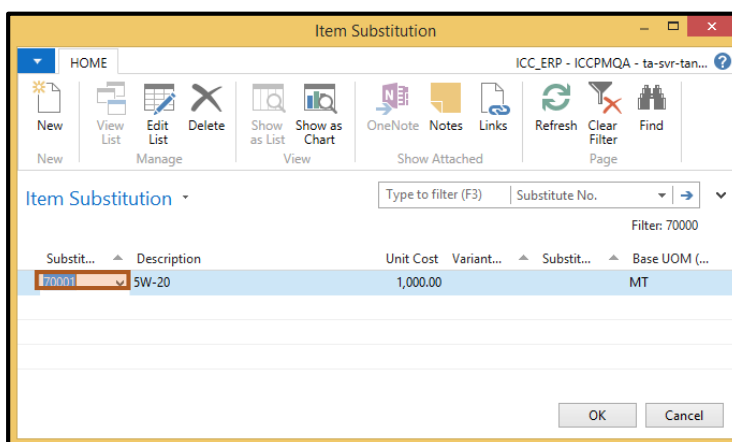 Item Substitution
HOME
ICC_ERP - ICCPMQA - ta-svr-tan...
New View List Edit List Delete Show as List Show as Chart OneNote Notes Links Refresh Clear Filter Find
New Manage View Show Attached Page
Item Substitution
Type to filter (F3) Substitute No.
Filter: 70000
Substit... Description Unit Cost Variant... Substit... Base UOM (...
70001 5W-20 1,000.00 MT
OK Cancel